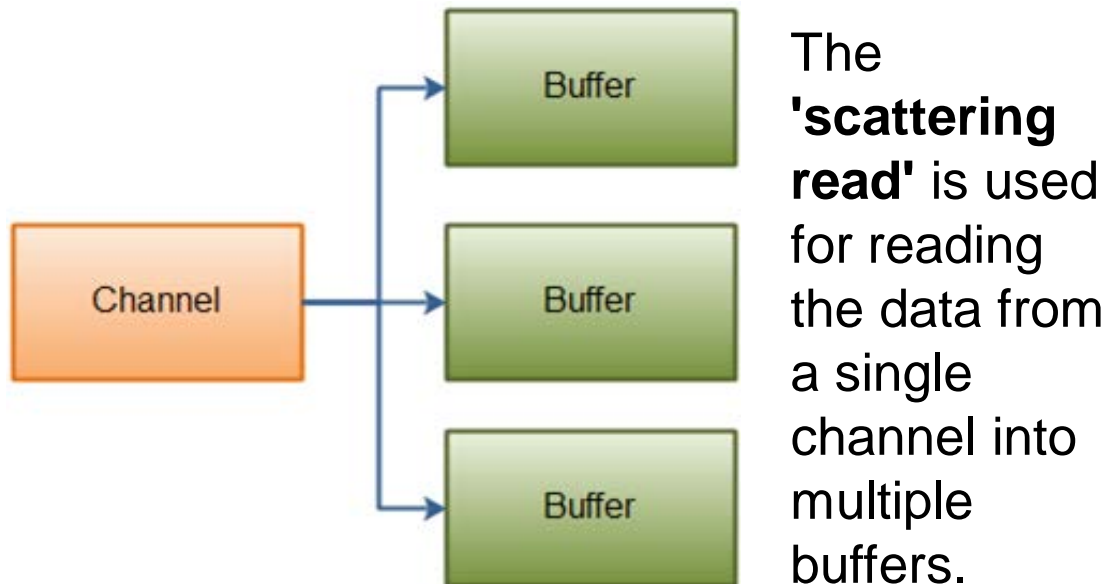 Buffer
Channel
Buffer
Buffer
The
'scattering
read' is used
for reading
the data from
a single
channel into
multiple
buffers.